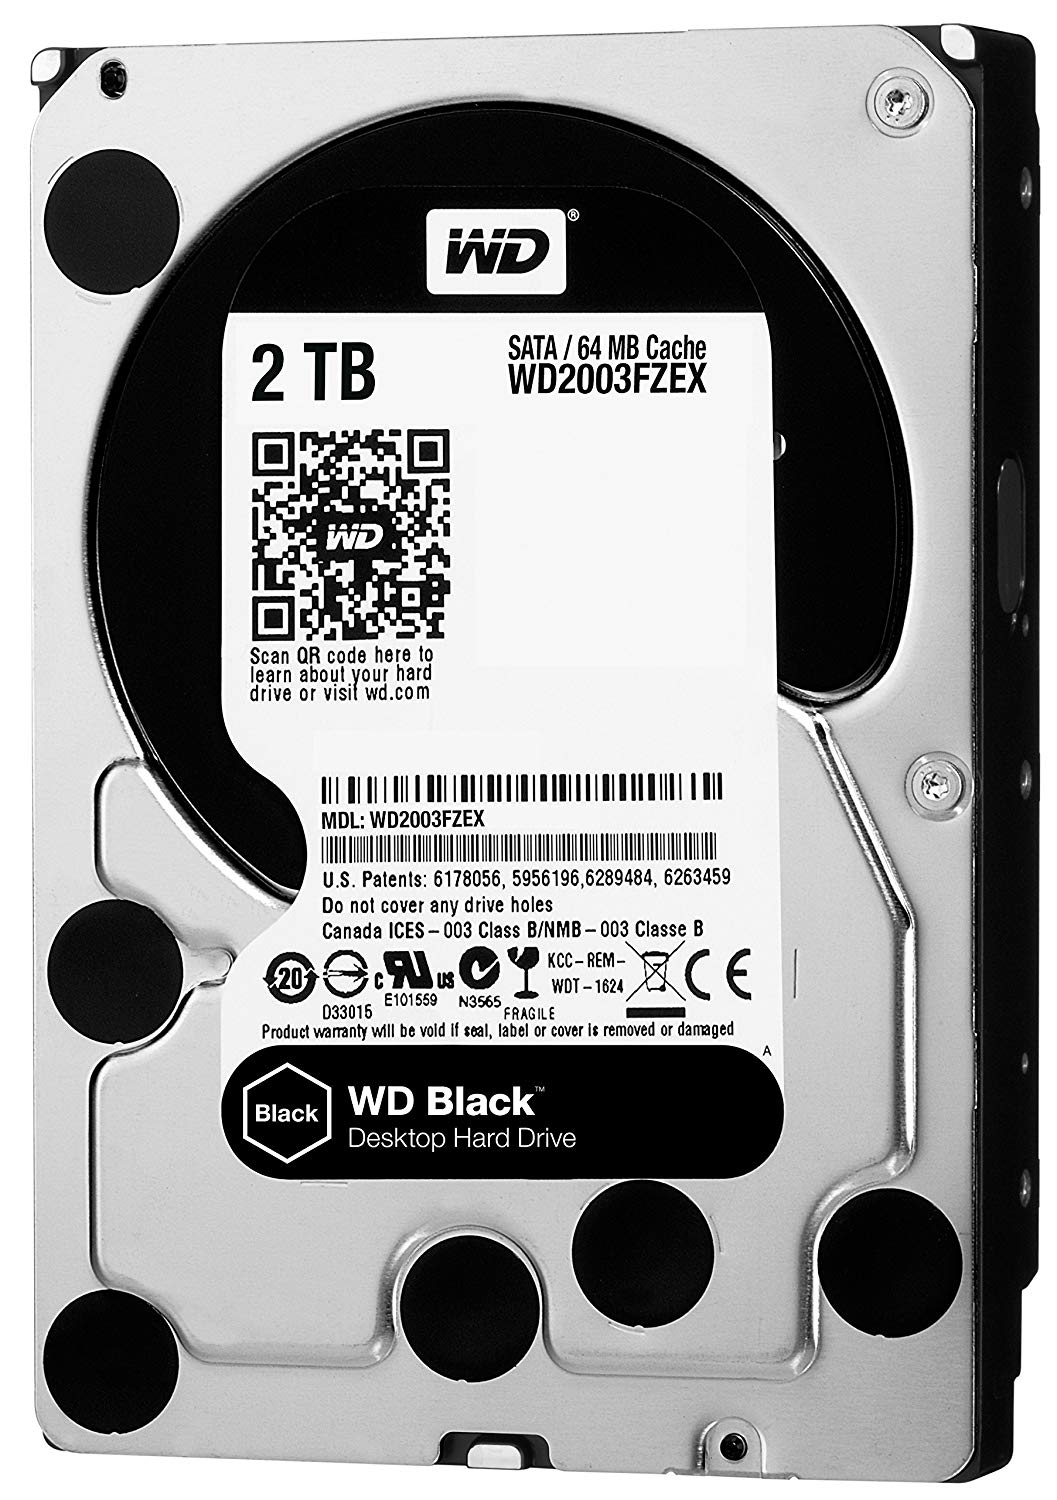 WD®
2 TB
SATA / 64 MB Cache
WD2003FZEX
WD
Scan QR code here to
learn about your hard
drive or visit wd.com
MDL: WD2003FZEX
U.S. Patents: 6178056, 5956196,6289484, 6263459
Do not cover any drive holes
Canada ICES – 003 Class B/NMB – 003 Classe B
20
D33015
c RU us
E101559
N3565
FRAGILE
KCC – REM –
WDT – 1624
CE
Product warranty will be void if seal, label or cover is removed or damaged
A
Black
WD Black™
Desktop Hard Drive